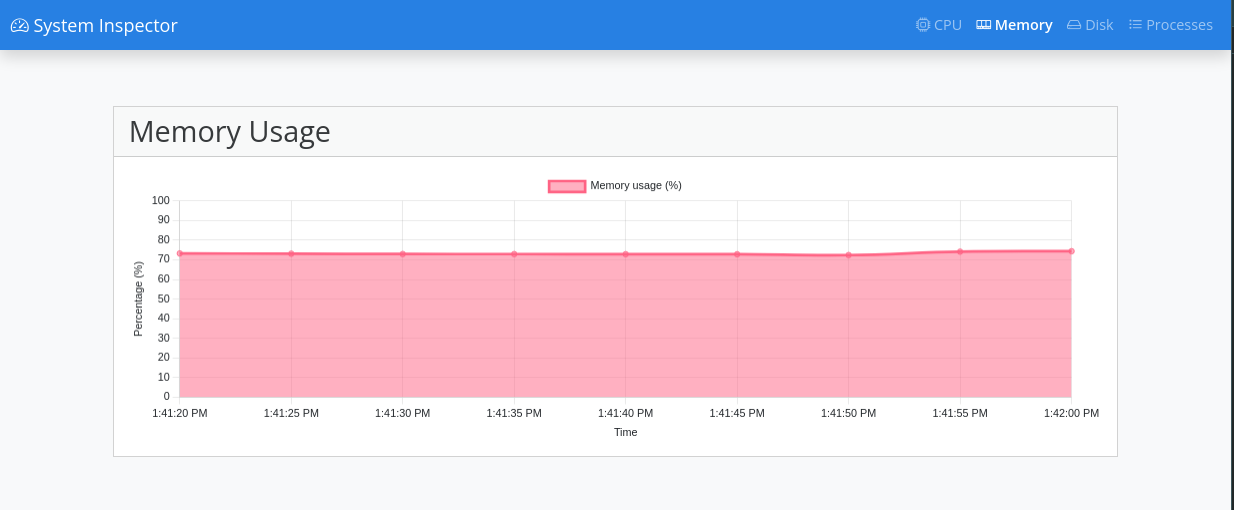 System Inspector CPU Memory Disk Processes
Memory Usage
Memory usage (%)
100
90
80
70
60
50
40
30
20
10
0
Percentage (%)
1:41:20 PM 1:41:25 PM 1:41:30 PM 1:41:35 PM 1:41:40 PM 1:41:45 PM 1:41:50 PM 1:41:55 PM 1:42:00 PM
Time